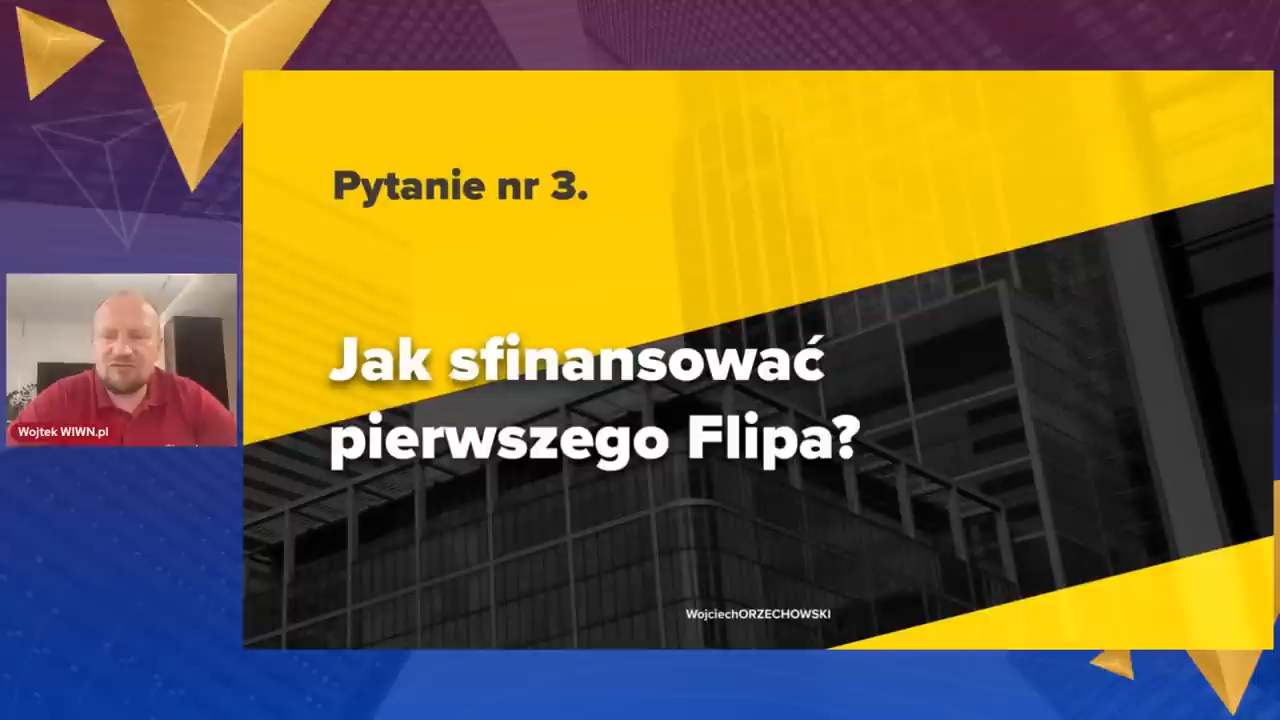 Pytanie nr 3.
Jak sfinansować
pierwszego Flipa?
Wojtek WIWN.pl
WojciechORZECHOWSKI